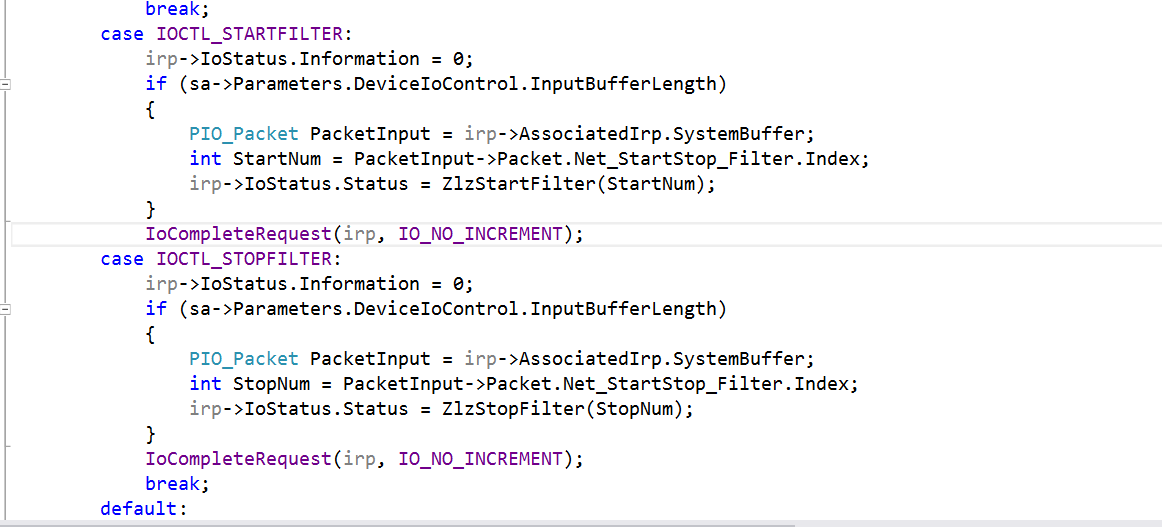 break;
case IOCTL_STARTFILTER:
irp->IoStatus.Information = 0;
if (sa->Parameters.DeviceIoControl.InputBufferLength)
{
PIO_Packet PacketInput = irp->AssociatedIrp.SystemBuffer;
int StartNum = PacketInput->Packet.Net_StartStop_Filter.Index;
irp->IoStatus.Status = ZlzStartFilter(StartNum);
}
IoCompleteRequest(irp, IO_NO_INCREMENT);
case IOCTL_STOPFILTER:
irp->IoStatus.Information = 0;
if (sa->Parameters.DeviceIoControl.InputBufferLength)
{
PIO_Packet PacketInput = irp->AssociatedIrp.SystemBuffer;
int StopNum = PacketInput->Packet.Net_StartStop_Filter.Index;
irp->IoStatus.Status = ZlzStopFilter(StopNum);
}
IoCompleteRequest(irp, IO_NO_INCREMENT);
break;
default: